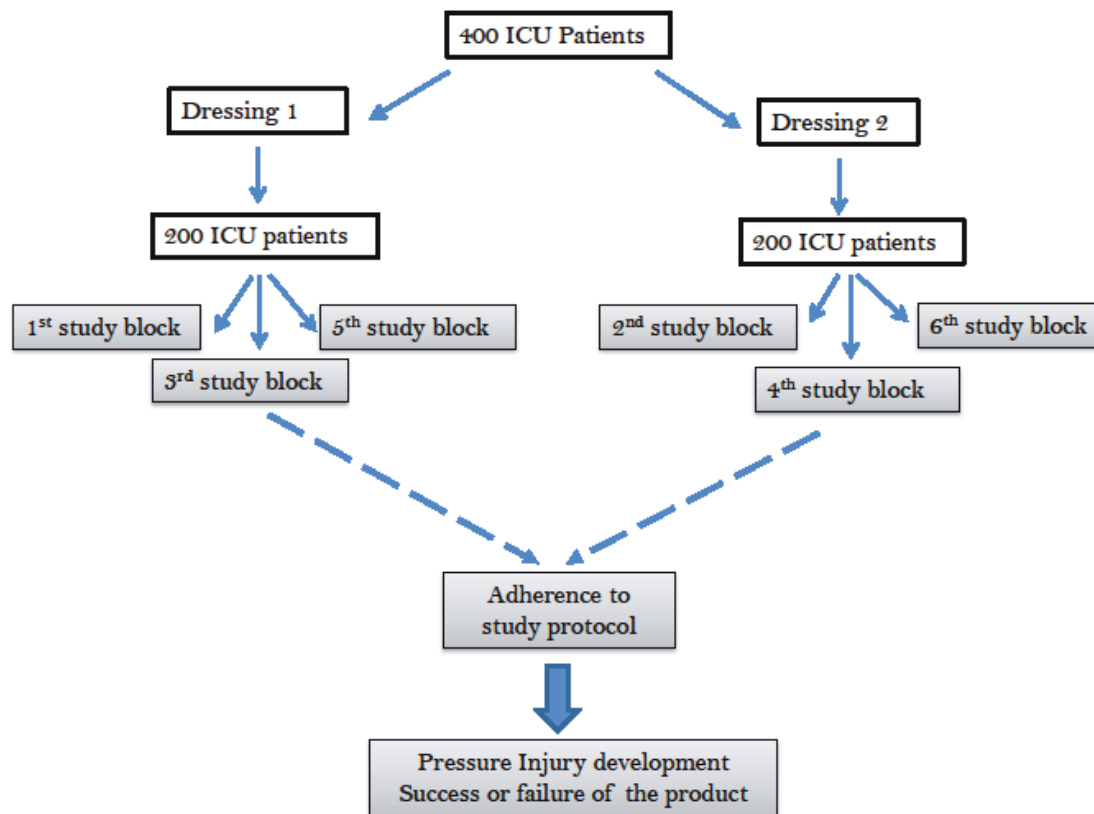 400 ICU Patients
Dressing 1
Dressing 2
200 ICU patients
200 ICU patients
1st study block
5th study block
3rd study block
2nd study block
6th study block
4th study block
Adherence to
study protocol
Pressure Injury development
Success or failure of the product